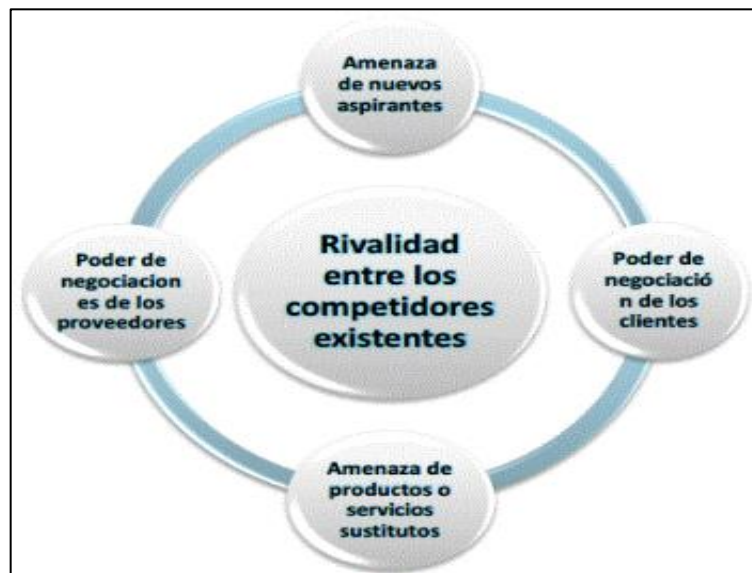 Amenaza
de nuevos
aspirantes
Poder de
negociacion
es de los
proveedores
Rivalidad
entre los
competidores
existentes
Poder de
negociació
n de los
clientes
Amenaza de
productos o
servicios
sustitutos